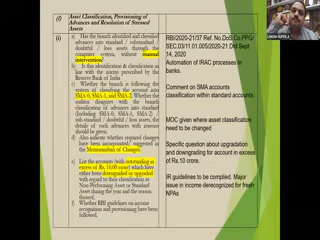 (f) Asset Classification, Provisioning of
Advances and Resolution of Stressed
Assets
(i) a) Has the branch identified and classified
advances into standard / substandard /
doubtful / loss assets through the
computer system, without manual
intervention?
b) Is this identification & classification in
line with the norms prescribed by the
Reserve Bank of India
c) Whether the branch is following the
system of classifying the account into
SMA-0, SMA-1, and SMA-2. Whether the
auditor disagrees with the branch
classification of advances into standard
(Including SMA-0, SMA-1, SMA-2) /
sub-standard / doubtful / loss assets, the
details of such advances with reasons
should be given.
d) Also indicate whether required changes
have been incorporated/ suggested in
the Memorandum of Changes.
e) List the accounts (with outstanding in
excess of Rs. 10.00 crore) which have
either been downgraded or upgraded
with regard to their classification as
Non-Performing Asset or Standard
Asset during the year and the reason
thereof.
f) Whether RBI guidelines on income
recognition and provisioning have been
followed.
RBI/2020-21/37 Ref. No.DoS.Co.PPG/
SEC.03/11.01.005/2020-21 Dtd Sept
14, 2020
Automation of IRAC processes in
banks.
Comment on SMA accounts
classification within standard accounts.
MOC given where asset classification
need to be changed
Specific question about upgradation
and downgrading for account in excess
of Rs.10 crore.
IR guidelines to be complied. Major
issue in income derecognized for fresh
NPAs